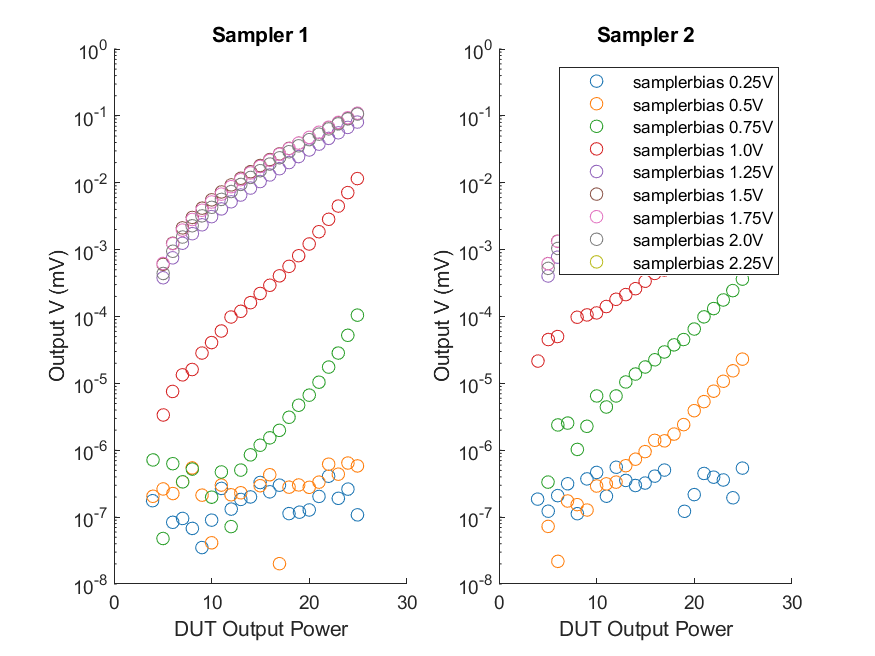 Sampler 1
10^0
10^-1
10^-2
10^-3
10^-4
10^-5
10^-6
10^-7
10^-8
0
10
20
30
Output V (mV)
DUT Output Power
Sampler 2
10^0
10^-1
10^-2
10^-3
10^-4
10^-5
10^-6
10^-7
10^-8
0
10
20
30
Output V (mV)
DUT Output Power
samplerbias 0.25V
samplerbias 0.5V
samplerbias 0.75V
samplerbias 1.0V
samplerbias 1.25V
samplerbias 1.5V
samplerbias 1.75V
samplerbias 2.0V
samplerbias 2.25V